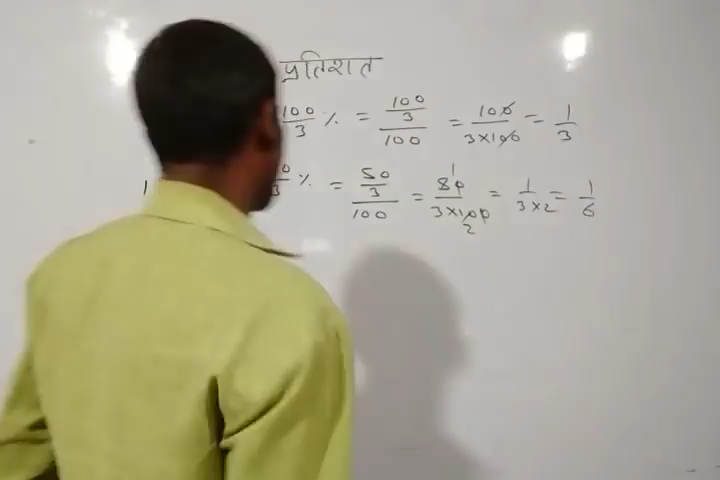 प्रतिशत
100/3 % = (100/3)/100 = 100/(3×100) = 1/3
0/3 % = (50/3)/100 = 50/(3×100) = 1/(3×2) = 1/6